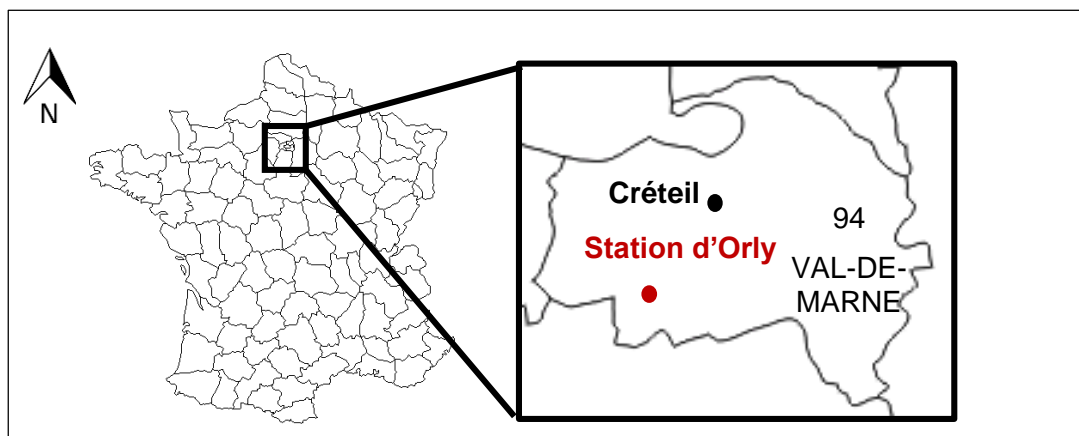 N
Créteil
Station d’Orly
94
VAL-DE-
MARNE